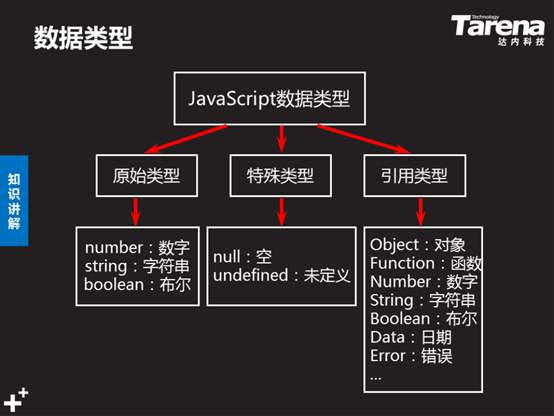 数据类型
Technology
Tarena
达内科技
JavaScript数据类型
知识讲解
原始类型
特殊类型
引用类型
number：数字
string：字符串
boolean：布尔
null：空
undefined：未定义
Object：对象
Function：函数
Number：数字
String：字符串
Boolean：布尔
Data：日期
Error：错误
...